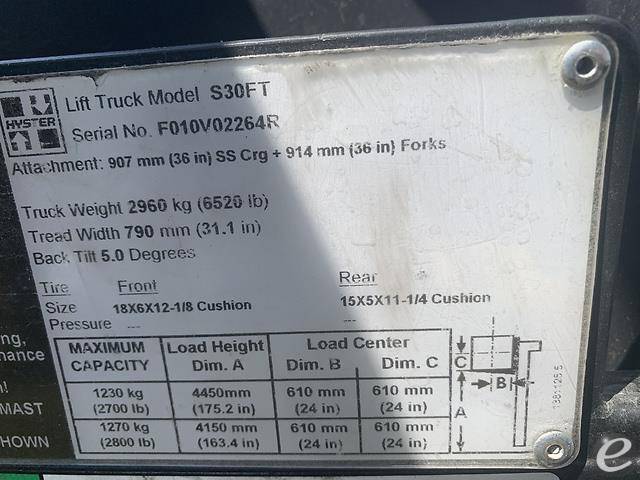 HYSTER
Lift Truck Model S30FT
Serial No. F010V02264R
Attachment: 907 mm (36 in) SS Crg + 914 mm (36 in) Forks
Truck Weight 2960 kg (6520 lb)
Tread Width 790 mm (31.1 in)
Back Tilt 5.0 Degrees
Tire Front Rear
Size 18X6X12-1/8 Cushion 15X5X11-1/4 Cushion
Pressure --- ---
MAXIMUM CAPACITY Load Height Dim. A Load Center Dim. B Dim. C
1230 kg (2700 lb) 4450mm (175.2 in) 610 mm (24 in) 610 mm (24 in)
1270 kg (2800 lb) 4150 mm (163.4 in) 610 mm (24 in) 610 mm (24 in)
C
B
A
MAST
HOWN
e